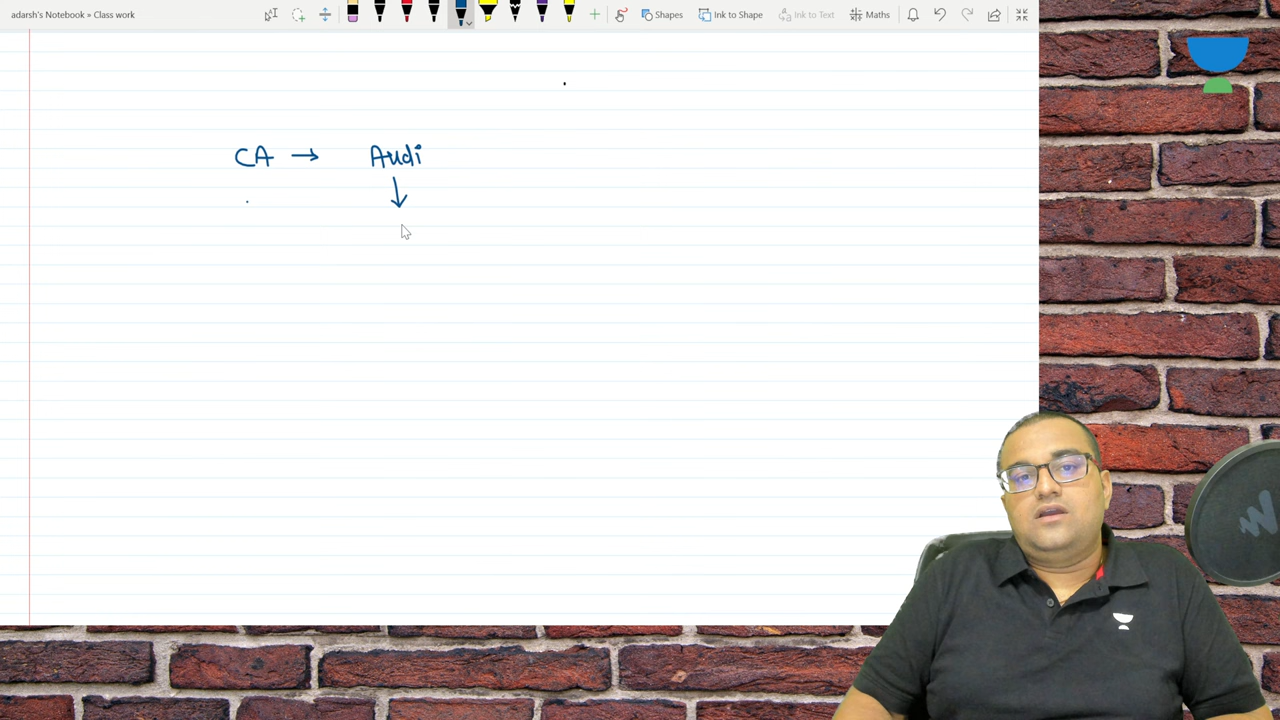 adarsh's Notebook » Class work
Shapes
Ink to Shape
Ink to Text
Maths
CA → Audi
↓